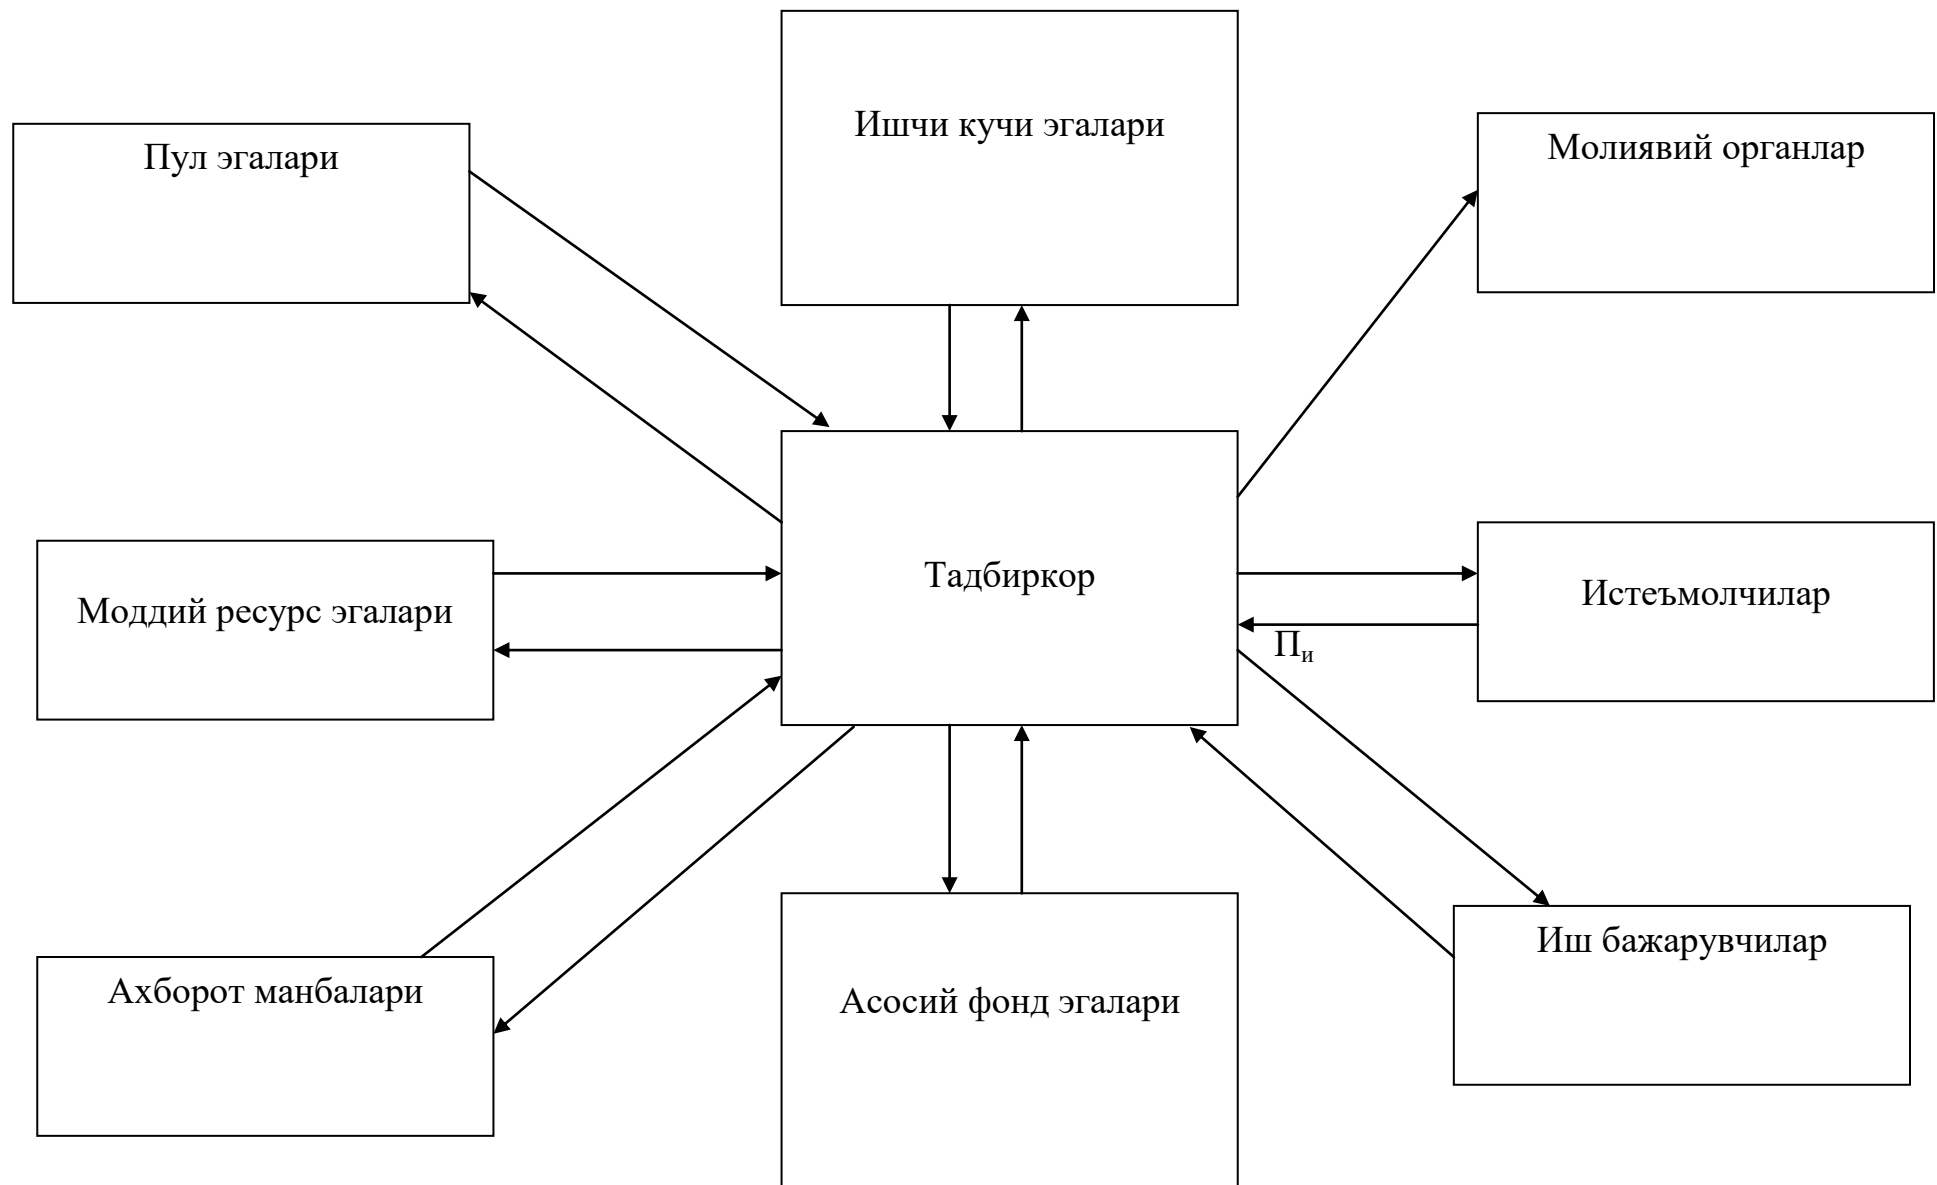 Ишчи кучи эгалари
Пул эгалари
Молиявий органлар
Тадбиркор
Моддий ресурс эгалари
Истеъмолчилар
Пи
Ахборот манбалари
Асосий фонд эгалари
Иш бажарувчилар